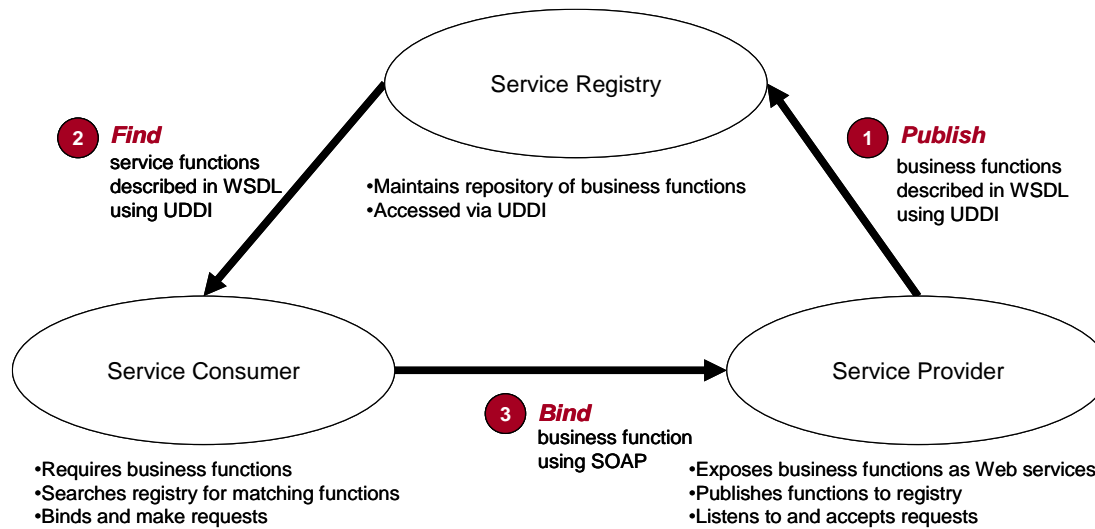 Service Registry
2 Find
service functions
described in WSDL
using UDDI
1 Publish
business functions
described in WSDL
using UDDI
•Maintains repository of business functions
•Accessed via UDDI
Service Consumer
Service Provider
3 Bind
business function
using SOAP
•Requires business functions
•Searches registry for matching functions
•Binds and make requests
•Exposes business functions as Web services
•Publishes functions to registry
•Listens to and accepts requests